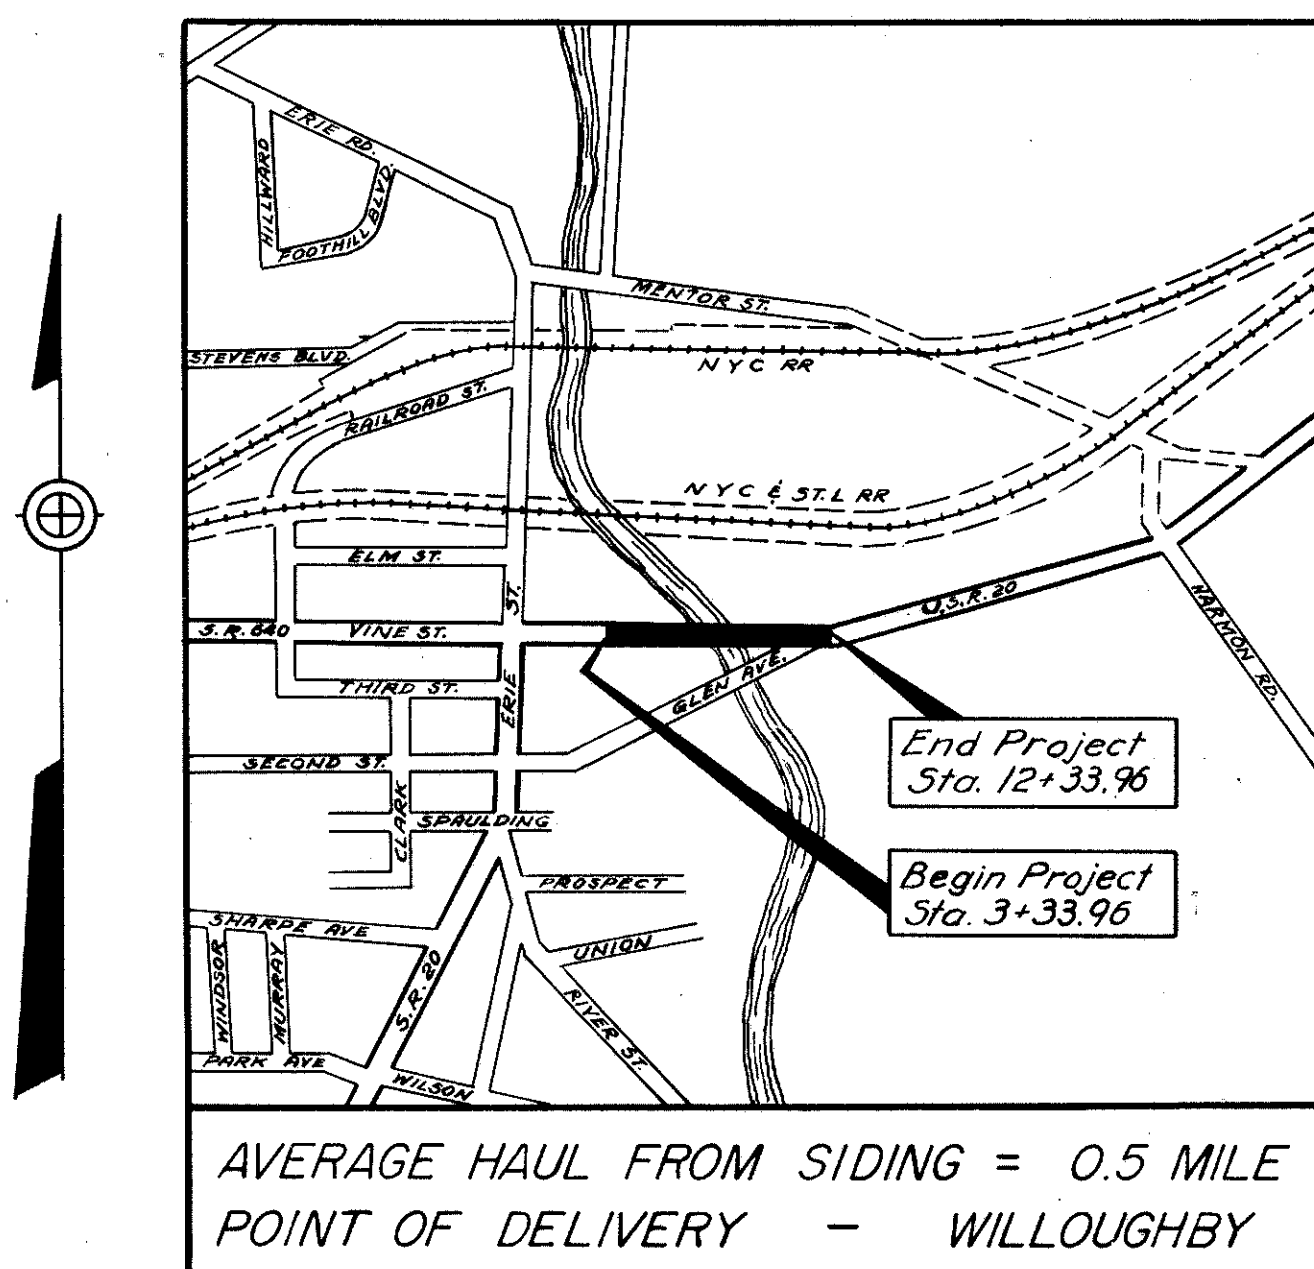 ERIE RD.
HILLWARD
FOOTHILL BLVD.
MENTOR ST.
STEVENS BLVD.
NYC RR
RAILROAD ST.
NYC & ST.L RR
ELM ST.
ERIE ST.
U.S.R. 20
HARMON RD.
S.R. 640
VINE ST.
THIRD ST.
GLEN AVE.
SECOND ST.
CLARK
SPAULDING
End Project
Sta. 12+33.96
PROSPECT
Begin Project
Sta. 3+33.96
SHARPE AVE
WINDSOR
MURRAY
S.R. 20
UNION
RIVER ST.
PARK AVE
WILSON
AVERAGE HAUL FROM SIDING = 0.5 MILE
POINT OF DELIVERY - WILLOUGHBY